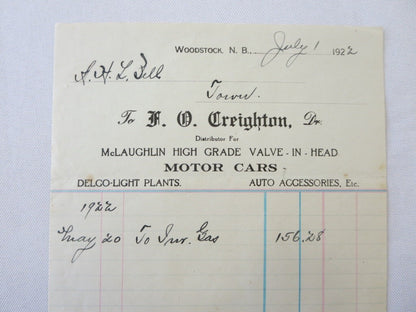 WOODSTOCK, N. B., July 1 1922
A. H. L. Bell
Town.
To F. O. Creighton, Dr.
Distributor For
McLAUGHLIN HIGH GRADE VALVE-IN-HEAD
MOTOR CARS
DELCO-LIGHT PLANTS. AUTO ACCESSORIES, Etc.
1922
May 20 To Inv. Gas 156.28